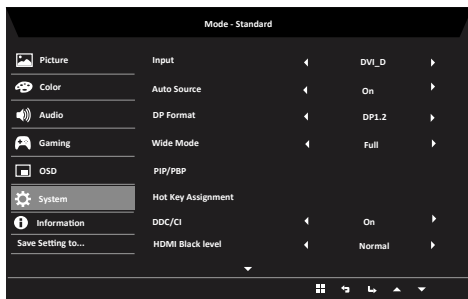 Mode - Standard
Picture
Input DVI_D
Color
Auto Source On
Audio
DP Format DP1.2
Gaming
Wide Mode Full
OSD
PIP/PBP
System
Hot Key Assignment
Information
DDC/CI On
Save Setting to...
HDMI Black level Normal